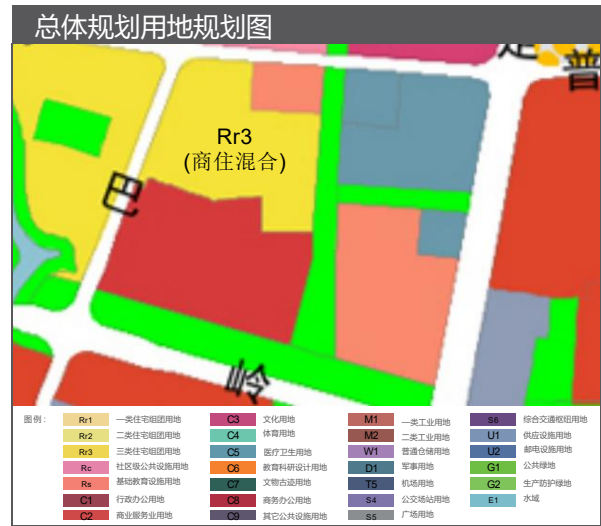 总体规划用地规划图
定
普
Rr3
(商住混合)
巴
岭
图例：
Rr1 一类住宅组团用地
Rr2 二类住宅组团用地
Rr3 三类住宅组团用地
Rc 社区级公共设施用地
Rs 基础教育设施用地
C1 行政办公用地
C2 商业服务业用地
C3 文化用地
C4 体育用地
C5 医疗卫生用地
C6 教育科研设计用地
C7 文物古迹用地
C8 商务办公用地
C9 其它公共设施用地
M1 一类工业用地
M2 二类工业用地
W1 普通仓储用地
D1 军事用地
T5 机场用地
S4 公交场站用地
S5 广场用地
S6 综合交通枢纽用地
U1 供应设施用地
U2 邮电设施用地
G1 公共绿地
G2 生产防护绿地
E1 水域